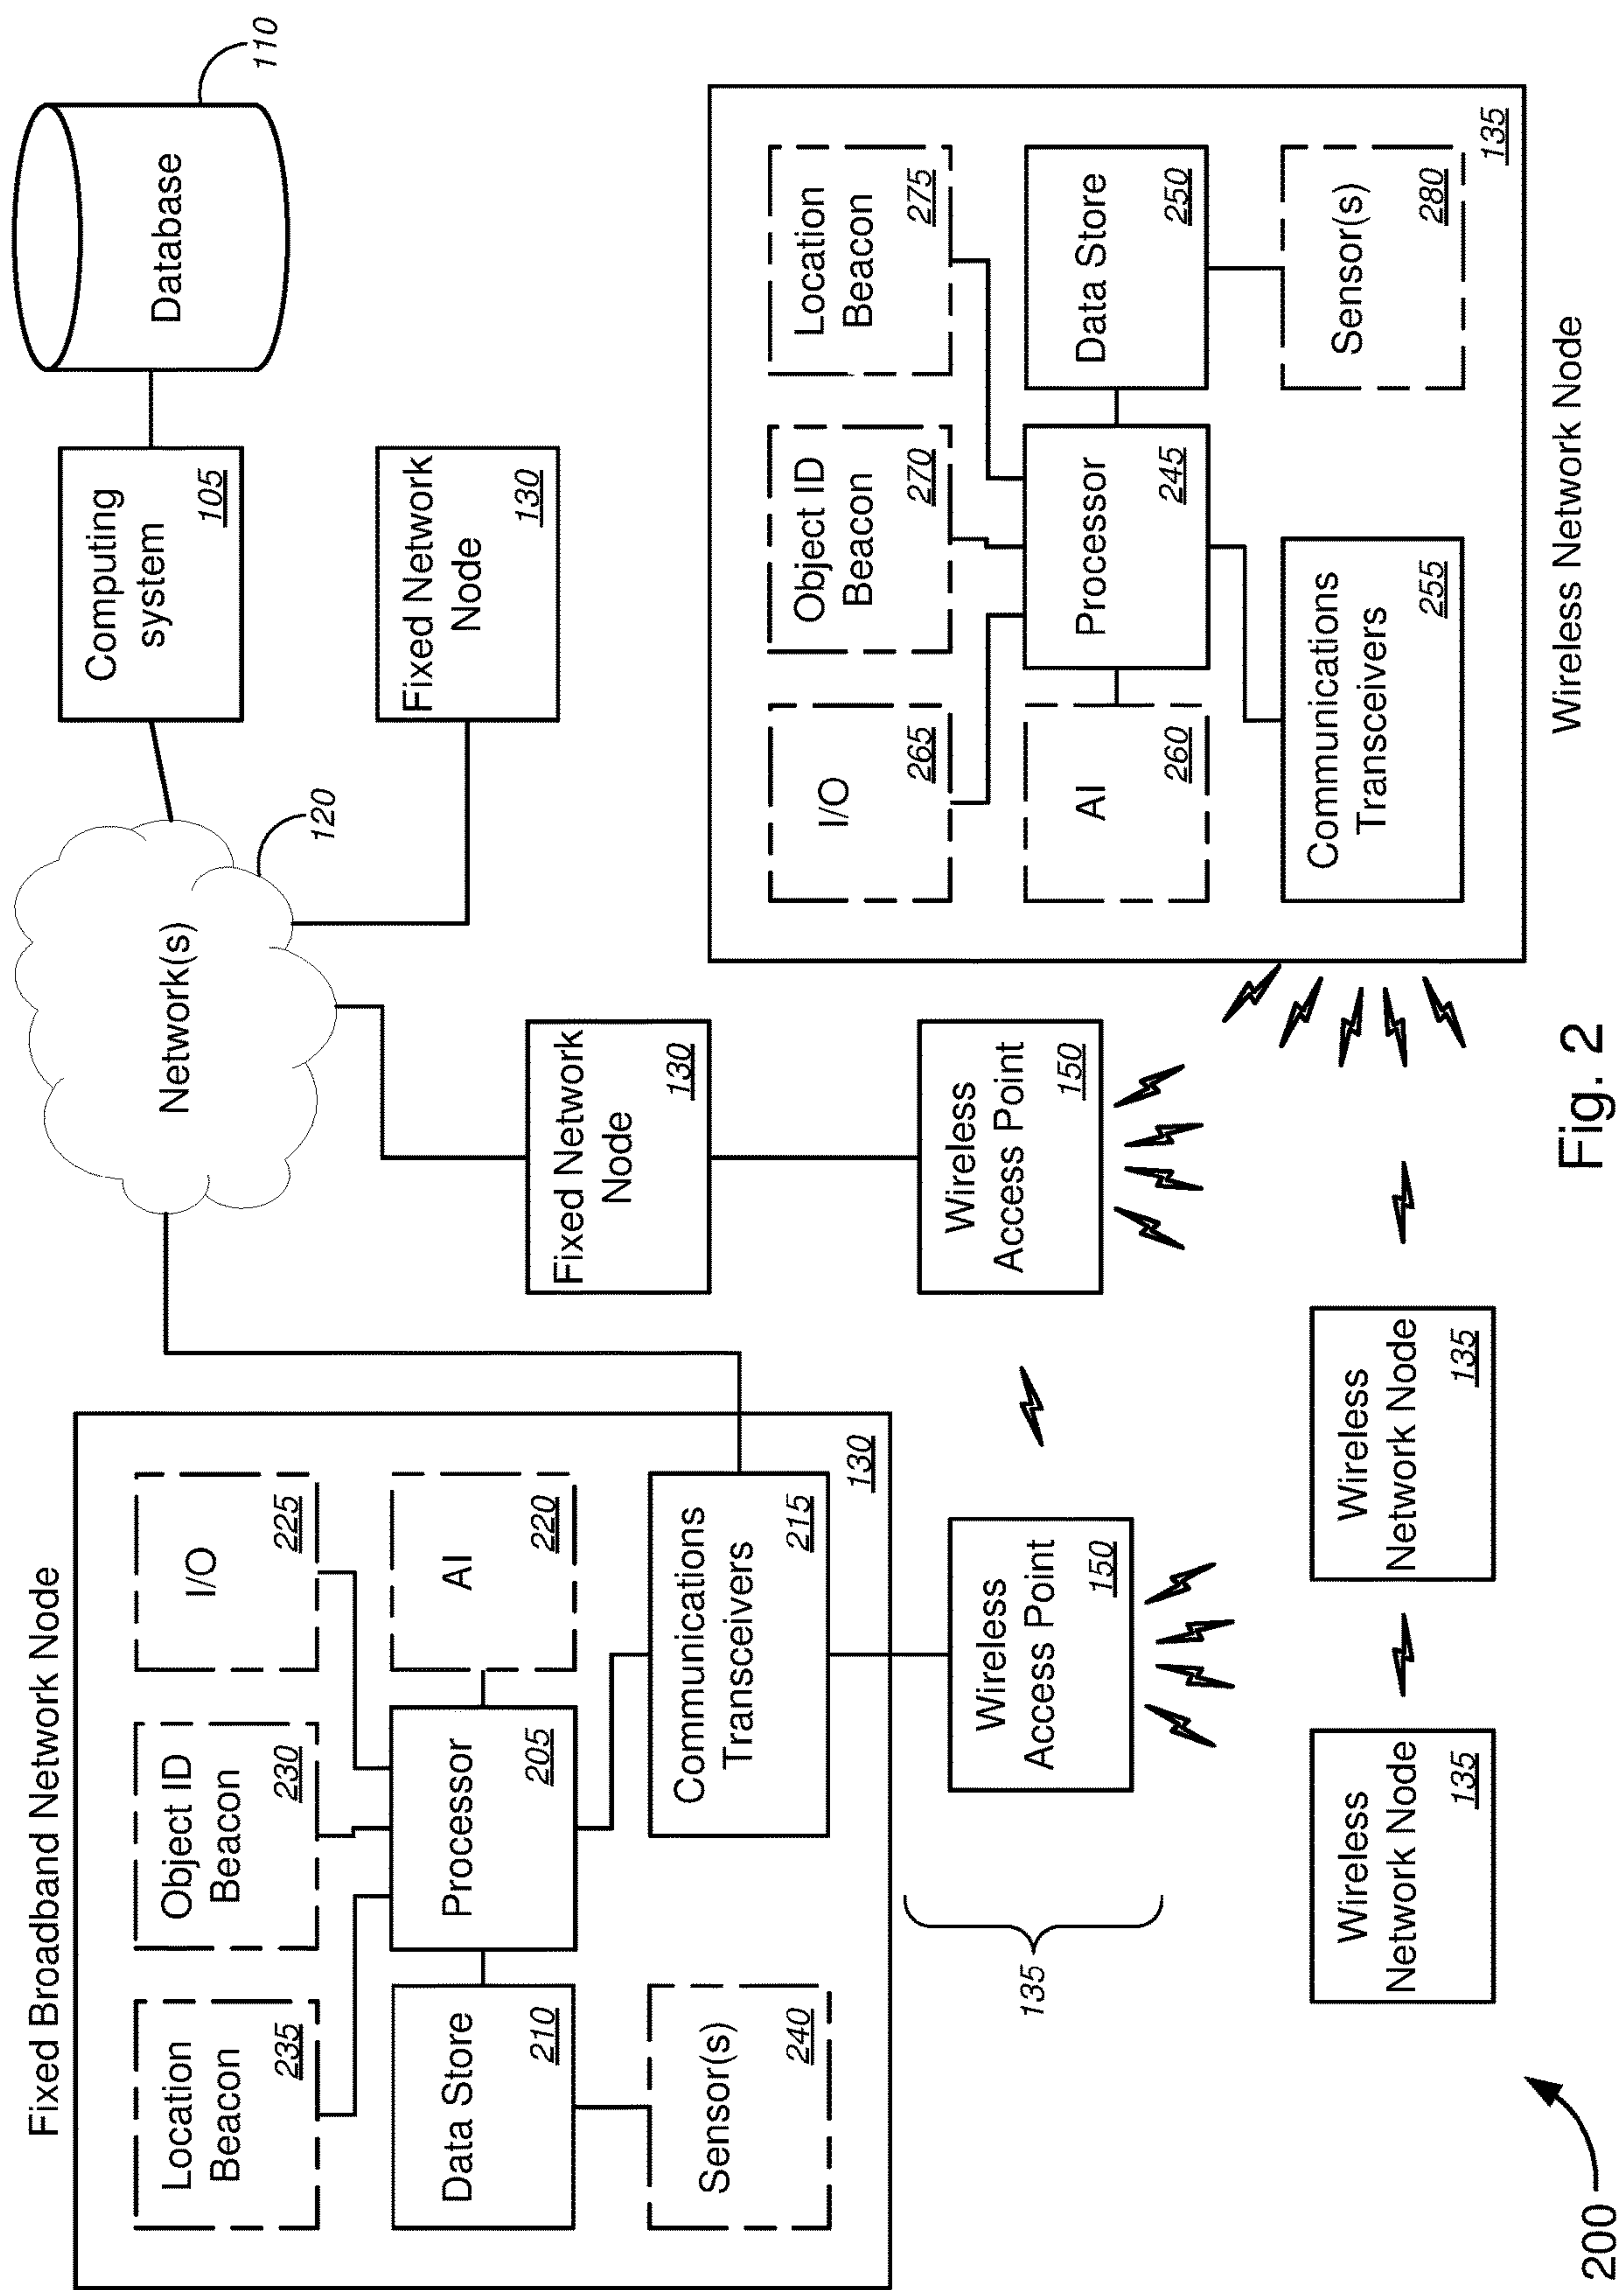 Fixed Broadband Network Node
Location
Beacon
235
Object ID
Beacon
230
I/O
225
Data Store
210
Processor
205
AI
220
Sensor(s)
240
Communications
Transceivers
215
130
Network(s)
120
Computing
system
105
Database
110
Fixed Network
Node
130
Fixed Network
Node
130
135
Wireless
Access Point
150
Wireless
Access Point
150
Wireless
Network Node
135
Wireless
Network Node
135
I/O
265
Object ID
Beacon
270
Location
Beacon
275
AI
260
Processor
245
Data Store
250
Communications
Transceivers
255
Sensor(s)
280
135
Wireless Network Node
200
Fig. 2